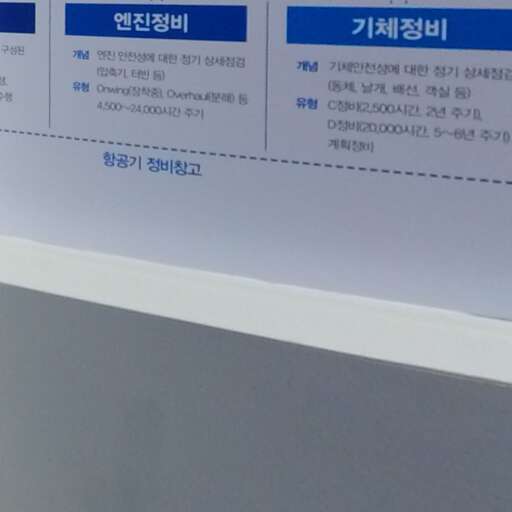 엔진정비
기체정비
구성된
개념 엔진 안전성에 대한 정기 상세점검
(압축기, 터빈 등)
유형 Onwing(장착중), Overhaul(분해) 등
4,500~24,000시간 주기
개념 기체안전성에 대한 정기 상세점검
(동체, 날개, 배선, 객실 등)
유형 C정비(2,500시간, 2년 주기),
D정비(20,000시간, 5~6년 주기)
계획정비
항공기 정비창고